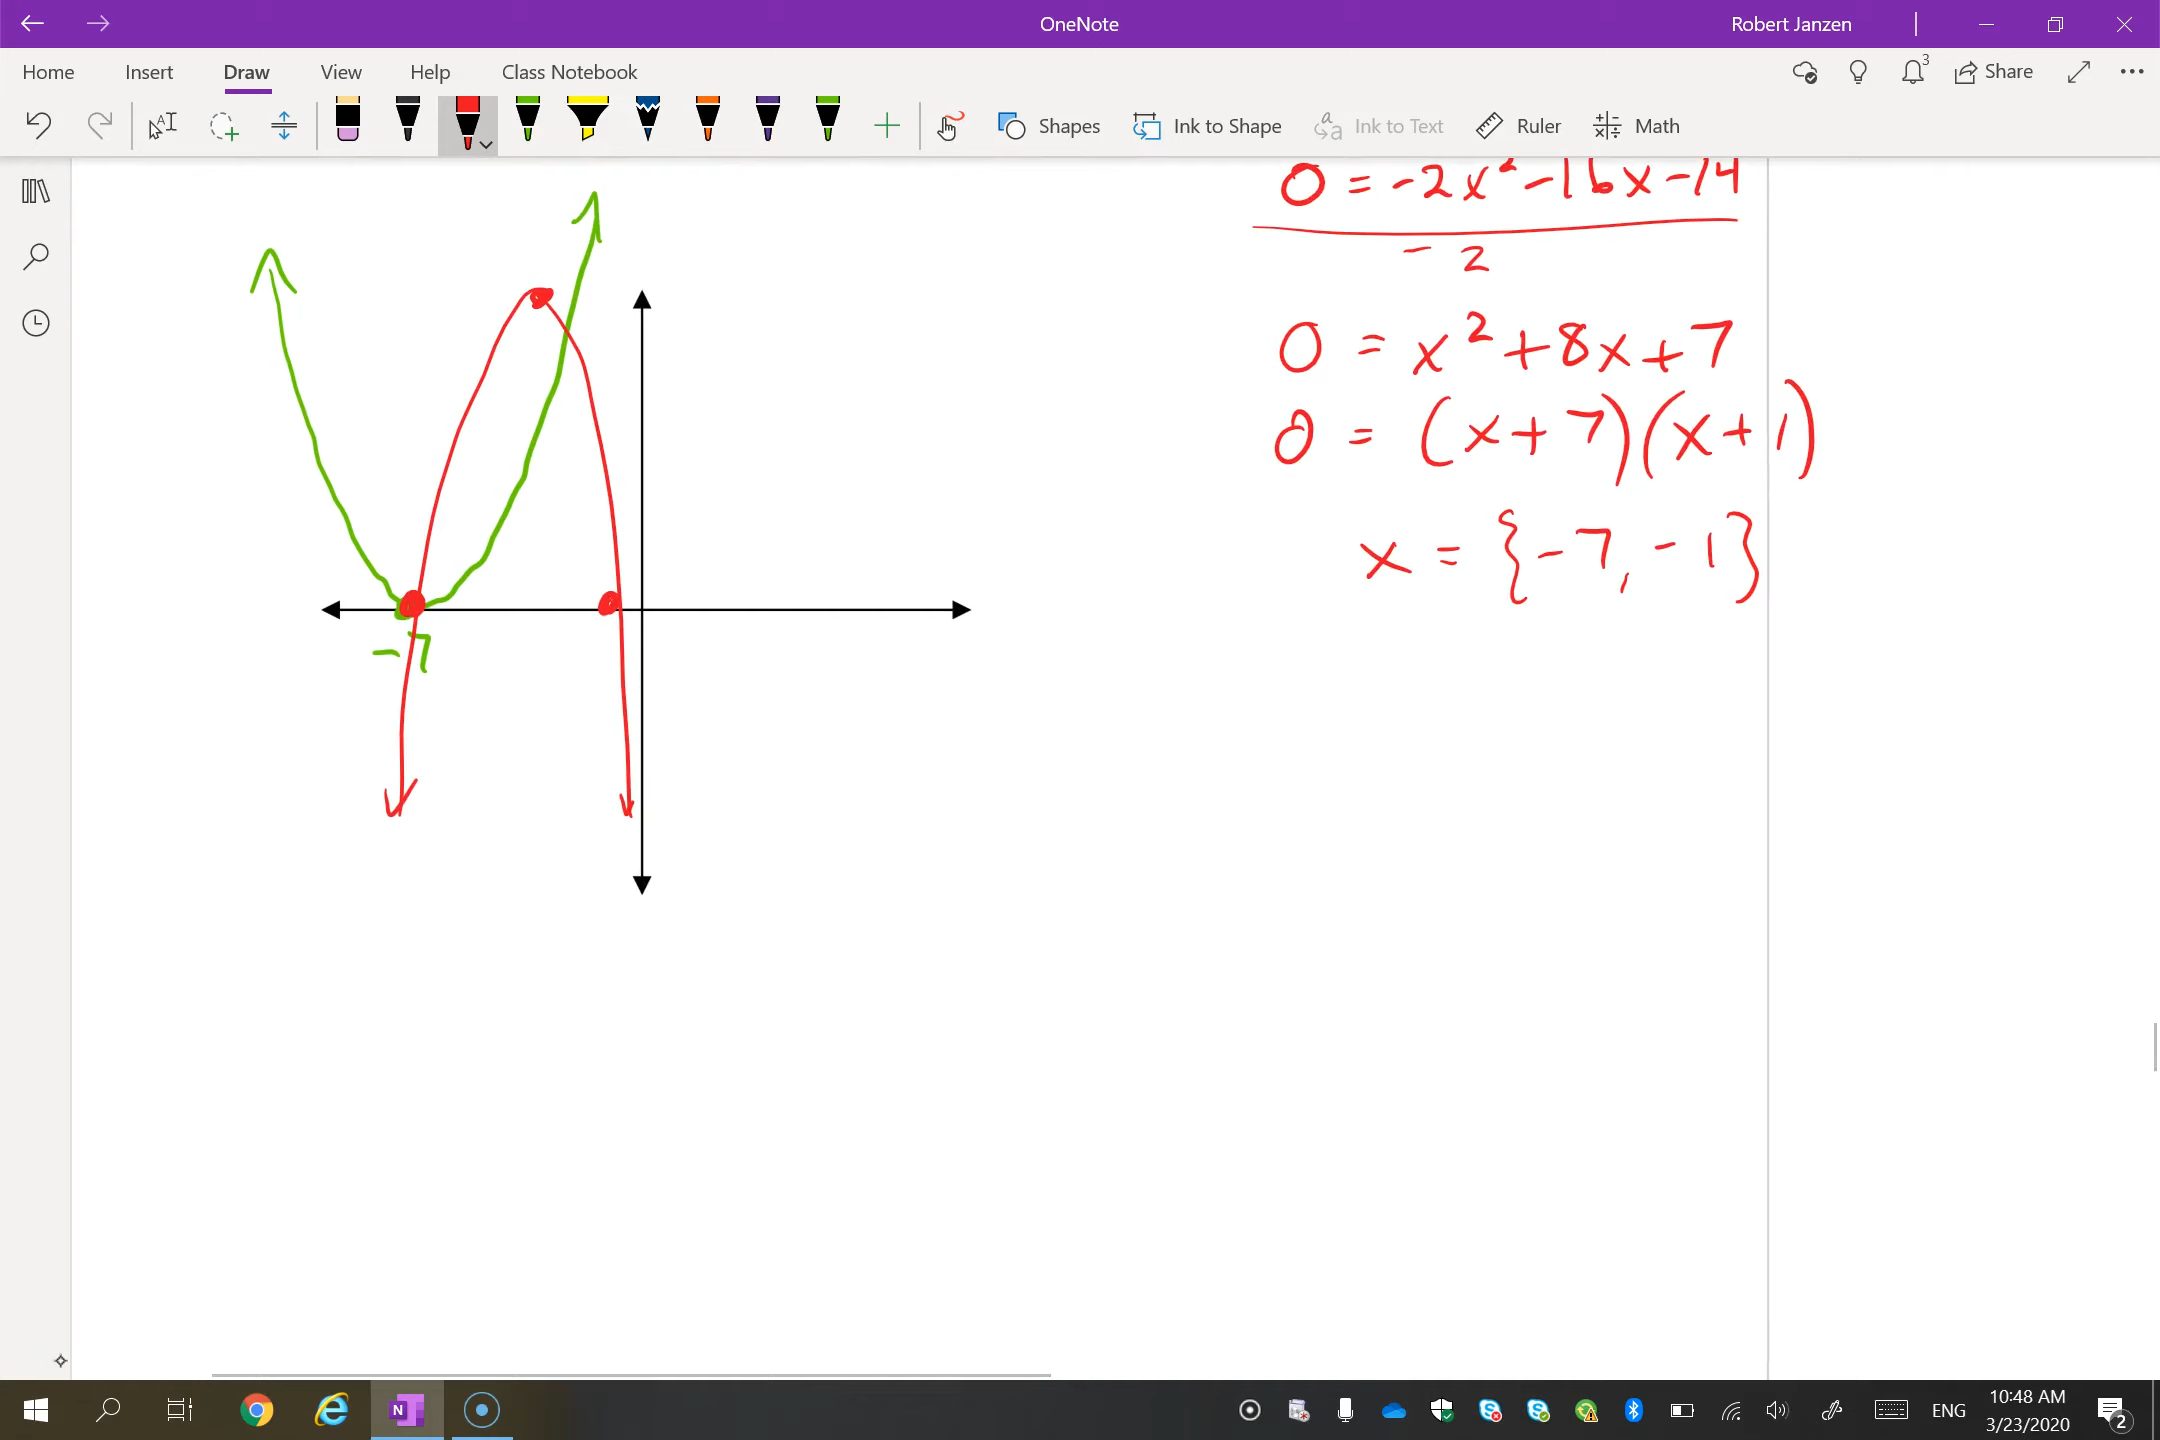 OneNote
Robert Janzen
Home Insert Draw View Help Class Notebook
3
Share
Shapes Ink to Shape Ink to Text Ruler Math
0 = -2x² - 16x - 14
- 2
0 = x² + 8x + 7
0 = (x + 7)(x + 1)
x = {-7, -1}
-7
ENG
10:48 AM
3/23/2020
2